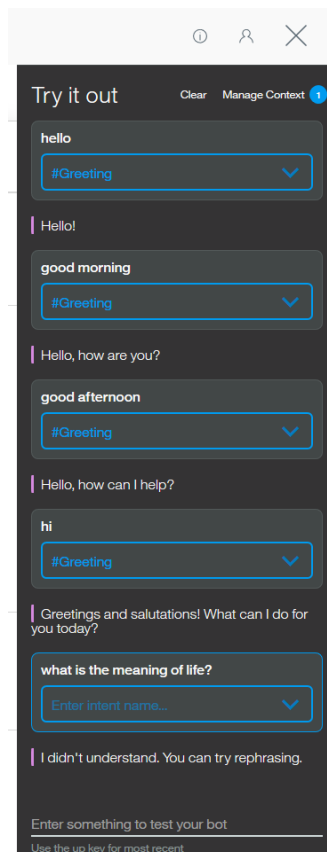 Try it out Clear Manage Context 1
hello
#Greeting
Hello!
good morning
#Greeting
Hello, how are you?
good afternoon
#Greeting
Hello, how can I help?
hi
#Greeting
Greetings and salutations! What can I do for
you today?
what is the meaning of life?
Enter intent name...
I didn't understand. You can try rephrasing.
Enter something to test your bot
Use the up key for most recent